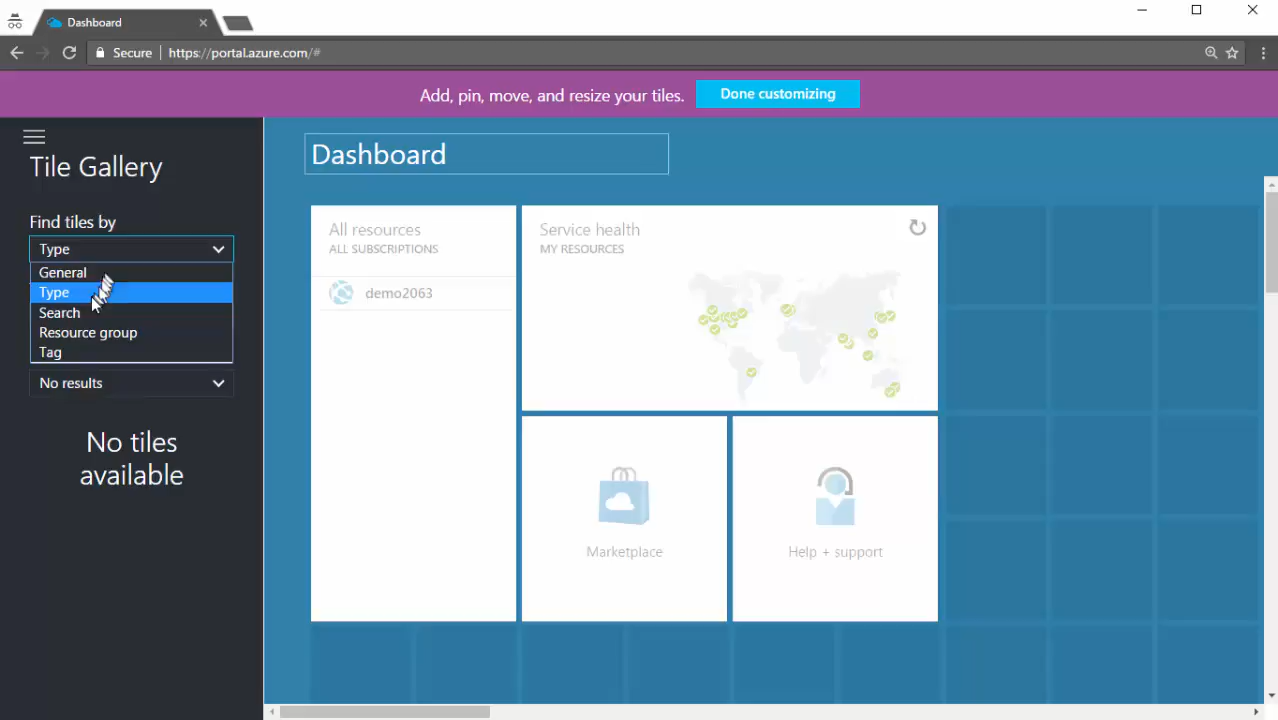 Dashboard
Secure
https://portal.azure.com/#
Add, pin, move, and resize your tiles.
Done customizing
Tile Gallery
Find tiles by
Type
General
Type
Search
Resource group
Tag
No results
No tiles
available
Dashboard
All resources
ALL SUBSCRIPTIONS
demo2063
Service health
MY RESOURCES
Marketplace
Help + support